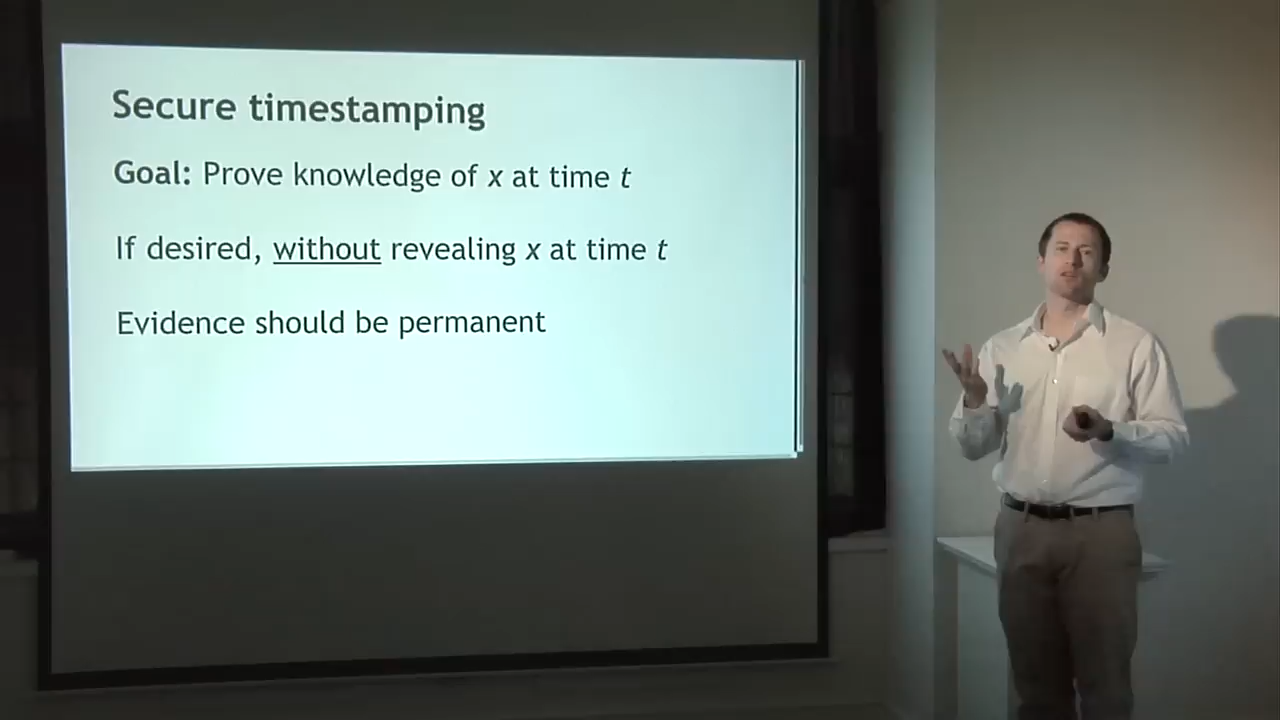 Secure timestamping
Goal: Prove knowledge of x at time t
If desired, without revealing x at time t
Evidence should be permanent